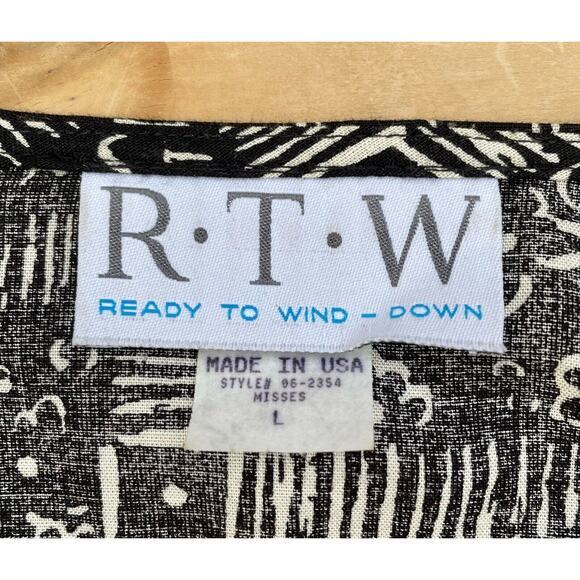 R·T·W
READY TO WIND – DOWN
MADE IN USA
STYLE# 06-2354
MISSES
L